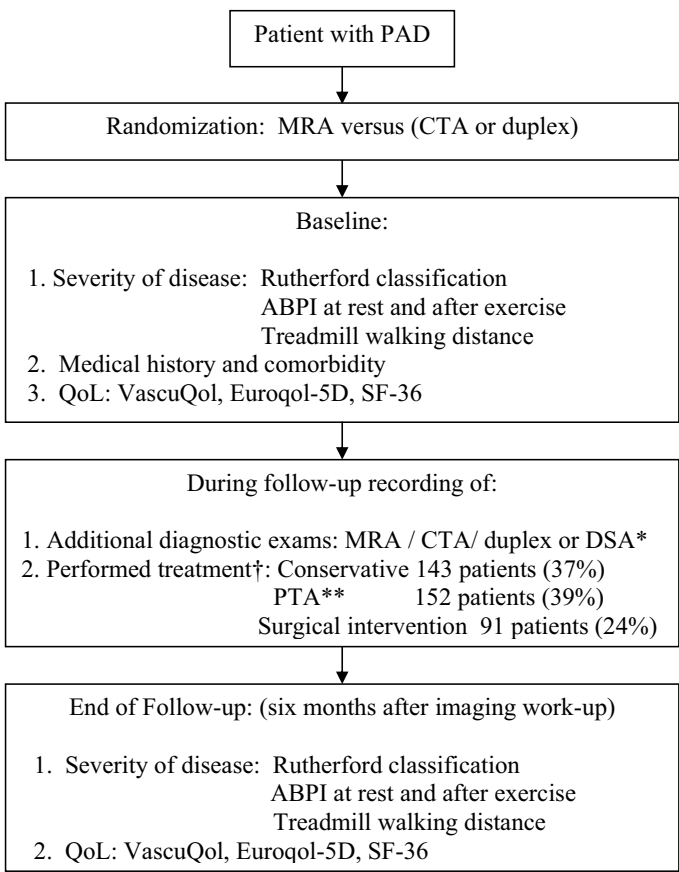 Patient with PAD
Randomization: MRA versus (CTA or duplex)
Baseline:
1. Severity of disease: Rutherford classification
ABPI at rest and after exercise
Treadmill walking distance
2. Medical history and comorbidity
3. QoL: VascuQol, Euroqol-5D, SF-36
During follow-up recording of:
1. Additional diagnostic exams: MRA / CTA/ duplex or DSA*
2. Performed treatment†: Conservative 143 patients (37%)
PTA** 152 patients (39%)
Surgical intervention 91 patients (24%)
End of Follow-up: (six months after imaging work-up)
1. Severity of disease: Rutherford classification
ABPI at rest and after exercise
Treadmill walking distance
2. QoL: VascuQol, Euroqol-5D, SF-36